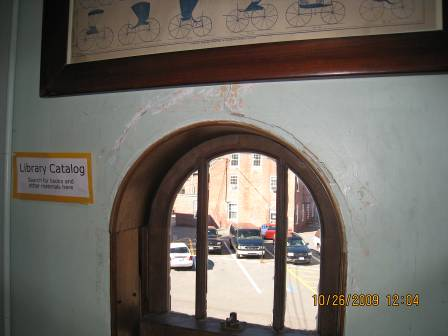 Library Catalog
Search for books and
other materials here
10/26/2009 12:04